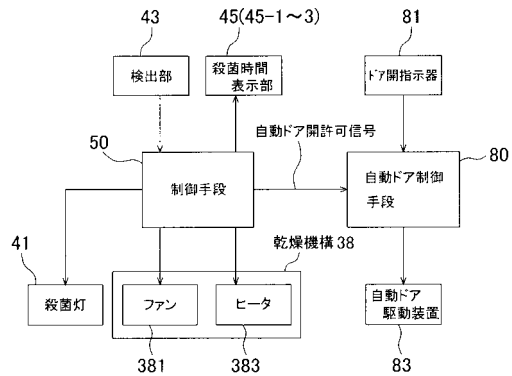 43
45(45-1～3)
81
検出部
殺菌時間
表示部
ドア開指示器
50
自動ドア開許可信号
80
制御手段
自動ドア制御
手段
41
乾燥機構38
殺菌灯
ファン
ヒータ
自動ドア
駆動装置
381
383
83